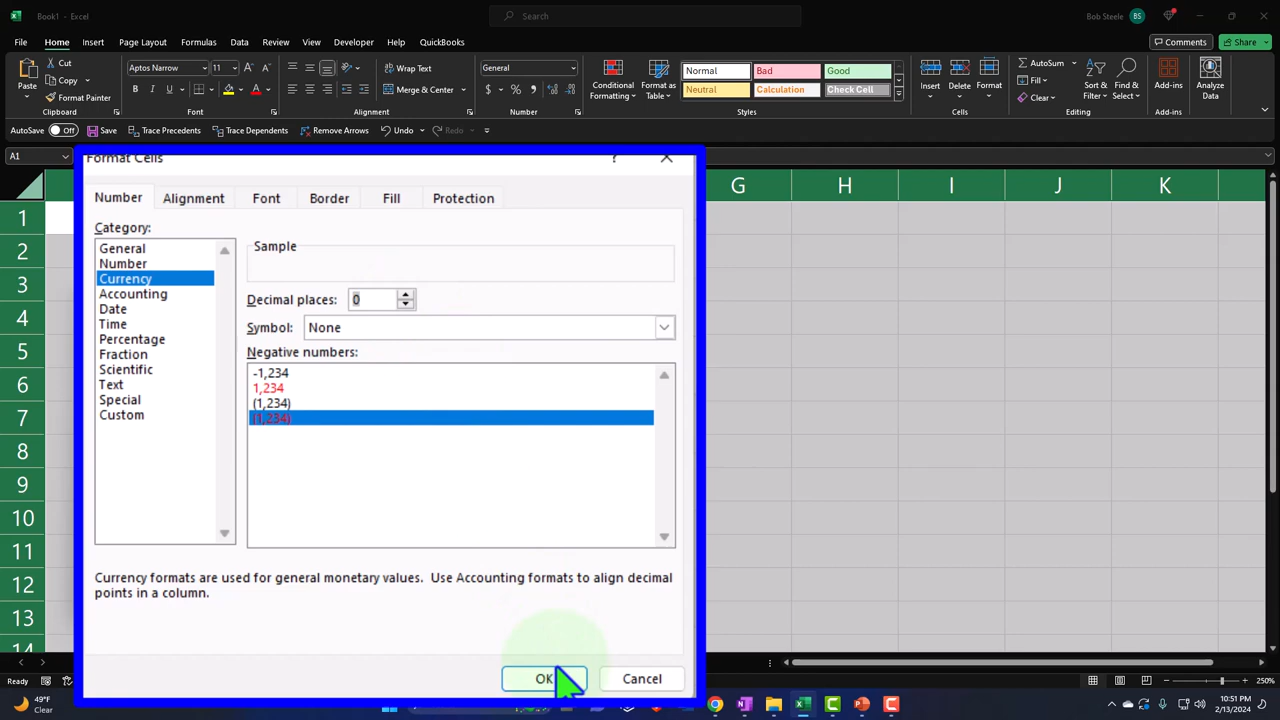 Book1 - Excel
Search
Bob Steele BS
File Home Insert Page Layout Formulas Data Review View Developer Automate Help QuickBooks
Comments Share
Paste
Cut
Copy
Format Painter
Clipboard
Aptos Narrow 11
B I U
Font
Wrap Text
Merge & Center
Alignment
General
$ % 9
Number
Conditional Formatting
Format as Table
Normal Bad Good
Neutral Calculation Check Cell
Styles
Insert Delete Format
Cells
AutoSum
Fill
Clear
Sort & Filter
Find & Select
Editing
Add-ins
Add-ins
Analyze Data
AutoSave Off Save Trace Precedents Trace Dependents Remove Arrows Undo Redo
A1
G H I J K
1
2
3
4
5
6
7
8
9
10
11
12
13
14
Format Cells ?
Number Alignment Font Border Fill Protection
Category:
General
Number
Currency
Accounting
Date
Time
Percentage
Fraction
Scientific
Text
Special
Custom
Sample
Decimal places: 0
Symbol: None
Negative numbers:
-1,234
1,234
(1,234)
(1,234)
Currency formats are used for general monetary values. Use Accounting formats to align decimal
points in a column.
OK Cancel
Ready
250%
49°F
Clear
10:51 PM
2/13/2024